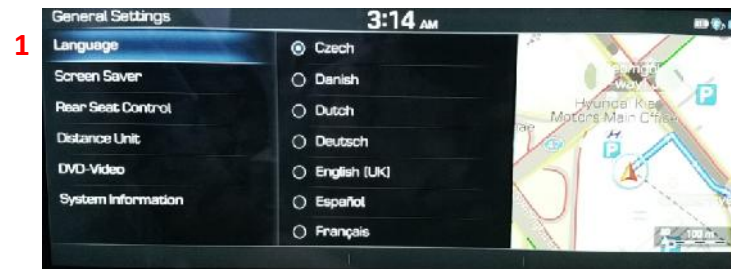 General Settings
3:14 AM
1
Language
Screen Saver
Rear Seat Control
Distance Unit
DVD-Video
System Information
Czech
Danish
Dutch
Deutsch
English [UK]
Español
Français
way
Hyundai Kia
Motors Main Office
P
P
P
100 m